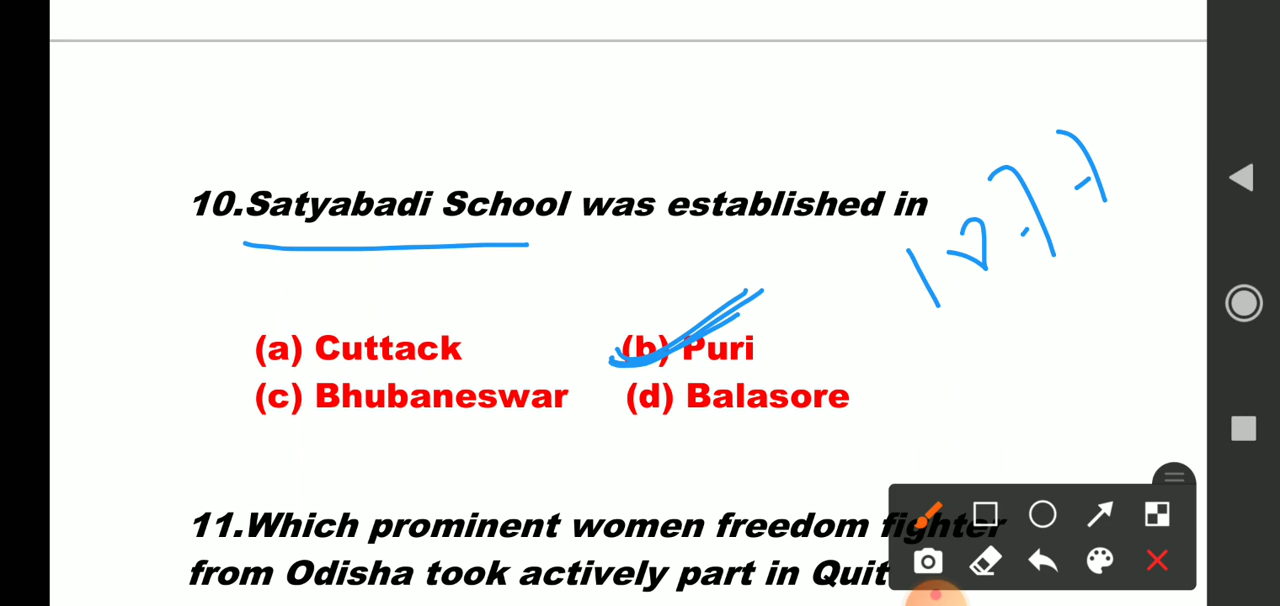 10.Satyabadi School was established in
(a) Cuttack (b) Puri
(c) Bhubaneswar (d) Balasore
11.Which prominent women freedom fighter
from Odisha took actively part in Quit